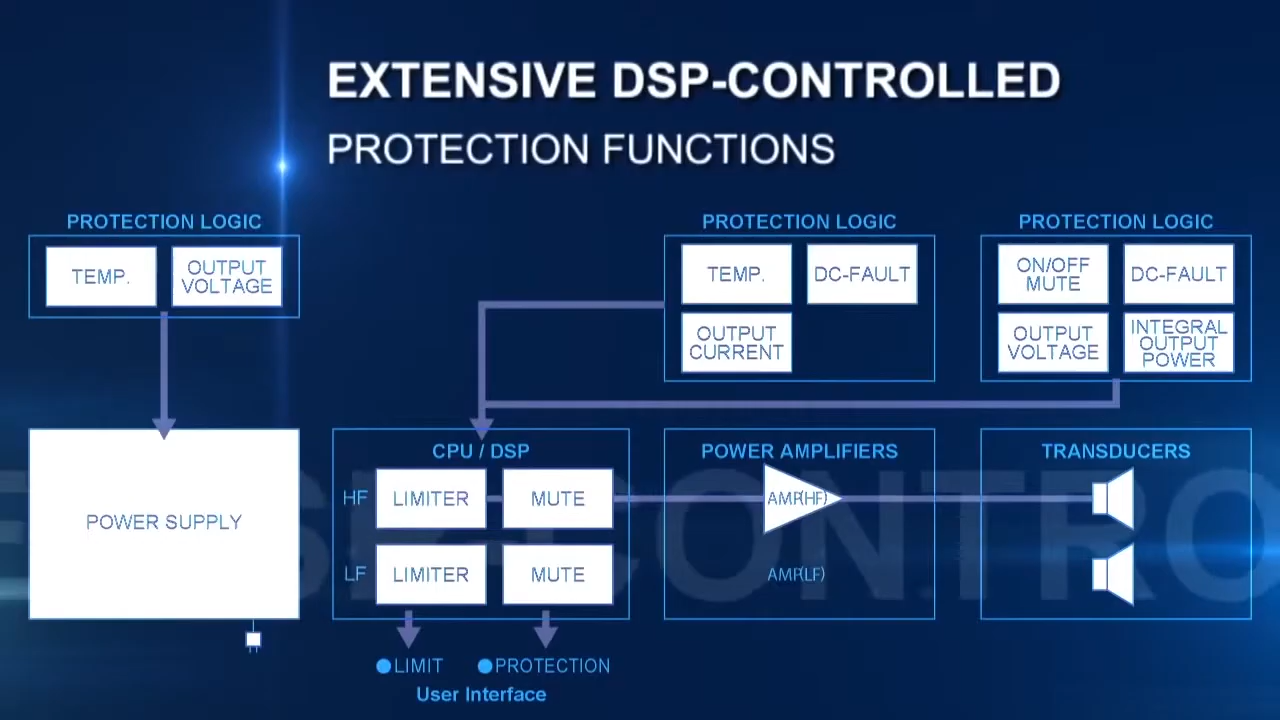 EXTENSIVE DSP-CONTROLLED
PROTECTION FUNCTIONS
PROTECTION LOGIC
TEMP.
OUTPUT
VOLTAGE
PROTECTION LOGIC
TEMP.
DC-FAULT
OUTPUT
CURRENT
PROTECTION LOGIC
ON/OFF
MUTE
DC-FAULT
OUTPUT
VOLTAGE
INTEGRAL
OUTPUT
POWER
POWER SUPPLY
CPU / DSP
HF
LIMITER
MUTE
LF
LIMITER
MUTE
POWER AMPLIFIERS
AMP(HF)
AMP(LF)
TRANSDUCERS
LIMIT
PROTECTION
User Interface